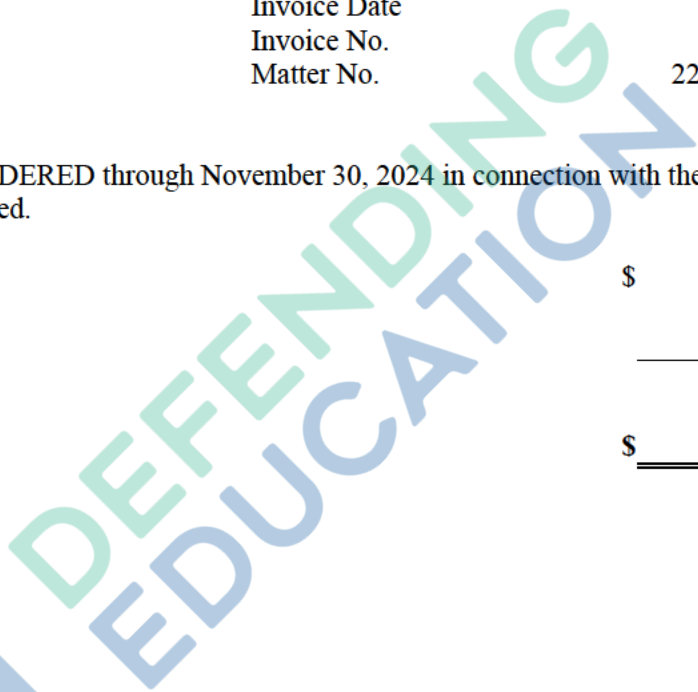 Invoice Date
Invoice No.
Matter No. 22
DERED through November 30, 2024 in connection with the
ed.
$
$
DEFENDING
EDUCATION